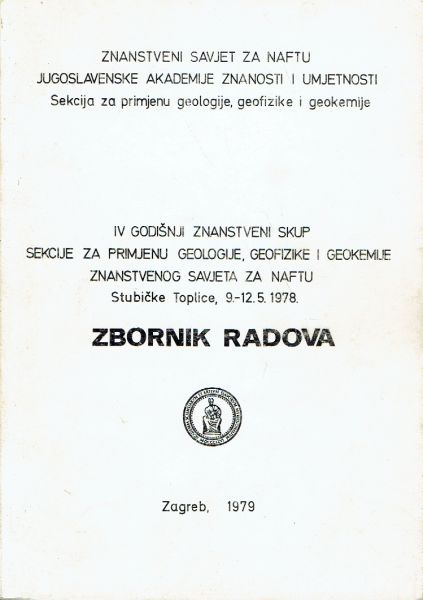 ZNANSTVENI SAVJET ZA NAFTU
JUGOSLAVENSKE AKADEMIJE ZNANOSTI I UMJETNOSTI
Sekcija za primjenu geologije, geofizike i geokemije
IV GODIŠNJI ZNANSTVENI SKUP
SEKCIJE ZA PRIMJENU GEOLOGIJE, GEOFIZIKE I GEOKEMIJE
ZNANSTVENOG SAVJETA ZA NAFTU
Stubičke Toplice, 9.-12. 5. 1978.
ZBORNIK RADOVA
Zagreb, 1979